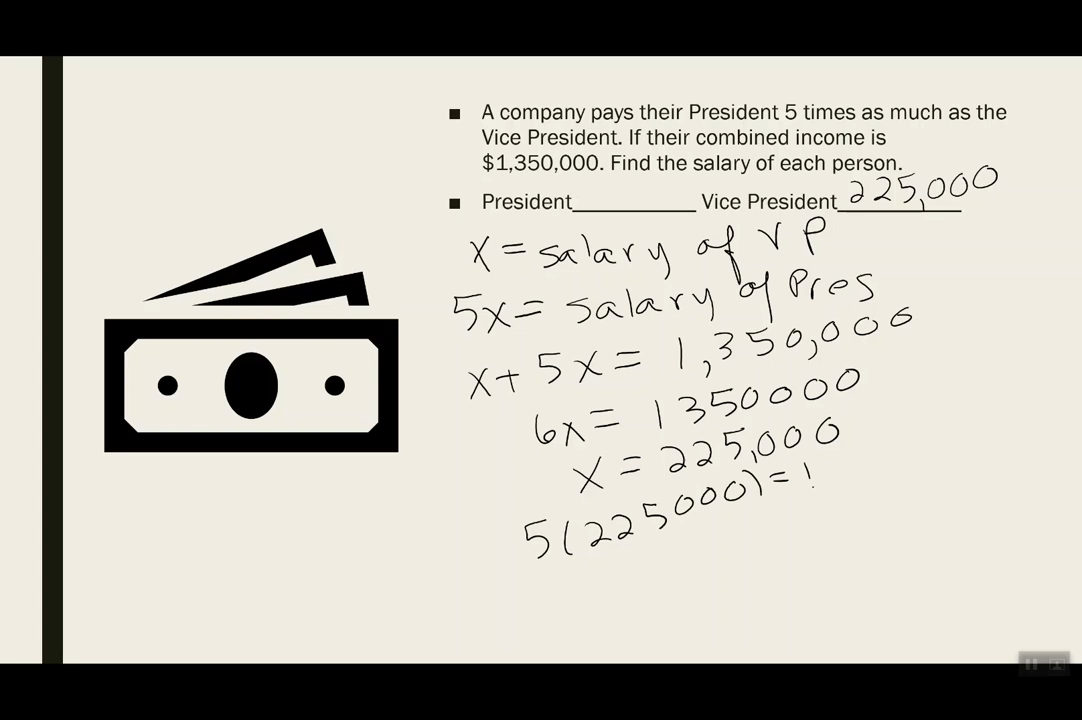 ■ A company pays their President 5 times as much as the
Vice President. If their combined income is
$1,350,000. Find the salary of each person.
■ President__________ Vice President 225,000
x = salary of VP
5x = salary of Pres
x + 5x = 1,350,000
6x = 1350000
x = 225,000
5(225000) = 1